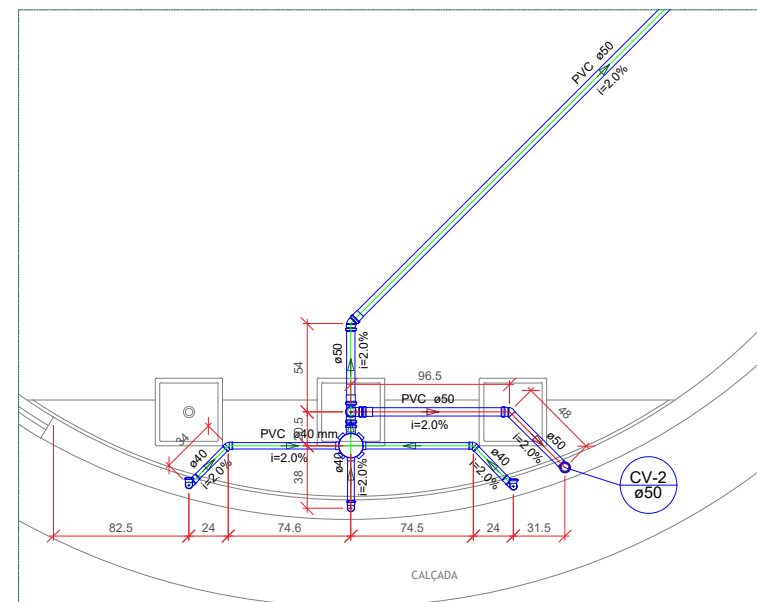 PVC ø50
i=2.0%
54
ø50
i=2.0%
96.5
PVC ø50
i=2.0%
48
ø50
i=2.0%
34
ø40
i=2.0%
PVC ø40 mm
i=2.0%
38
ø40
i=2.0%
ø40
i=2.0%
CV-2
ø50
82.5
24
74.6
74.5
24
31.5
CALÇADA